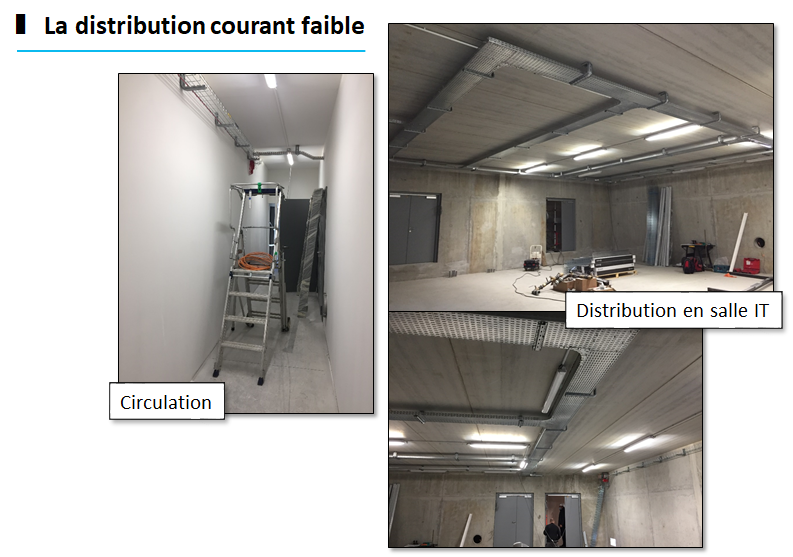 La distribution courant faible
Distribution en salle IT
Circulation